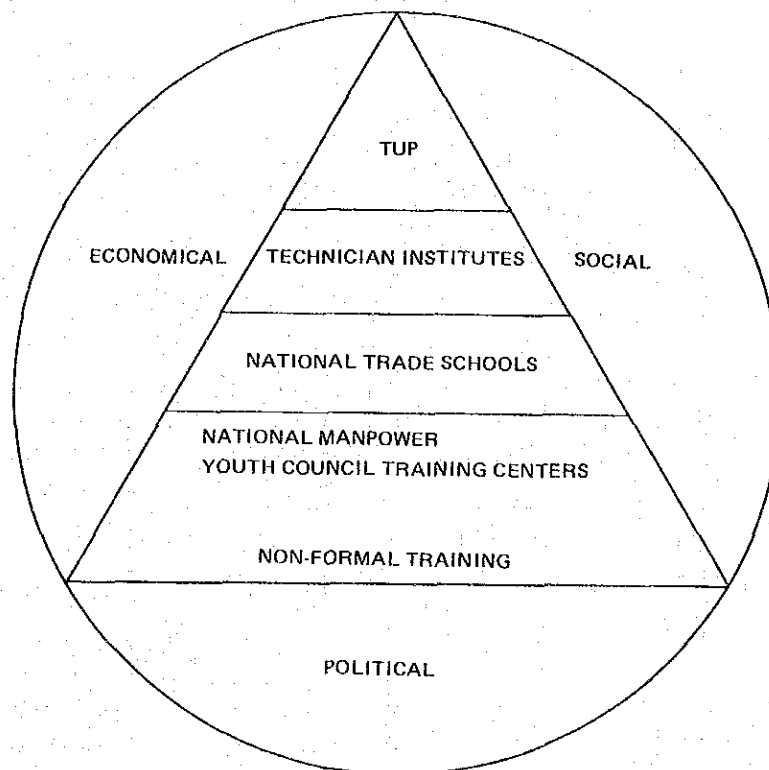 TUP
ECONOMICAL
TECHNICIAN INSTITUTES
SOCIAL
NATIONAL TRADE SCHOOLS
NATIONAL MANPOWER
YOUTH COUNCIL TRAINING CENTERS
NON-FORMAL TRAINING
POLITICAL